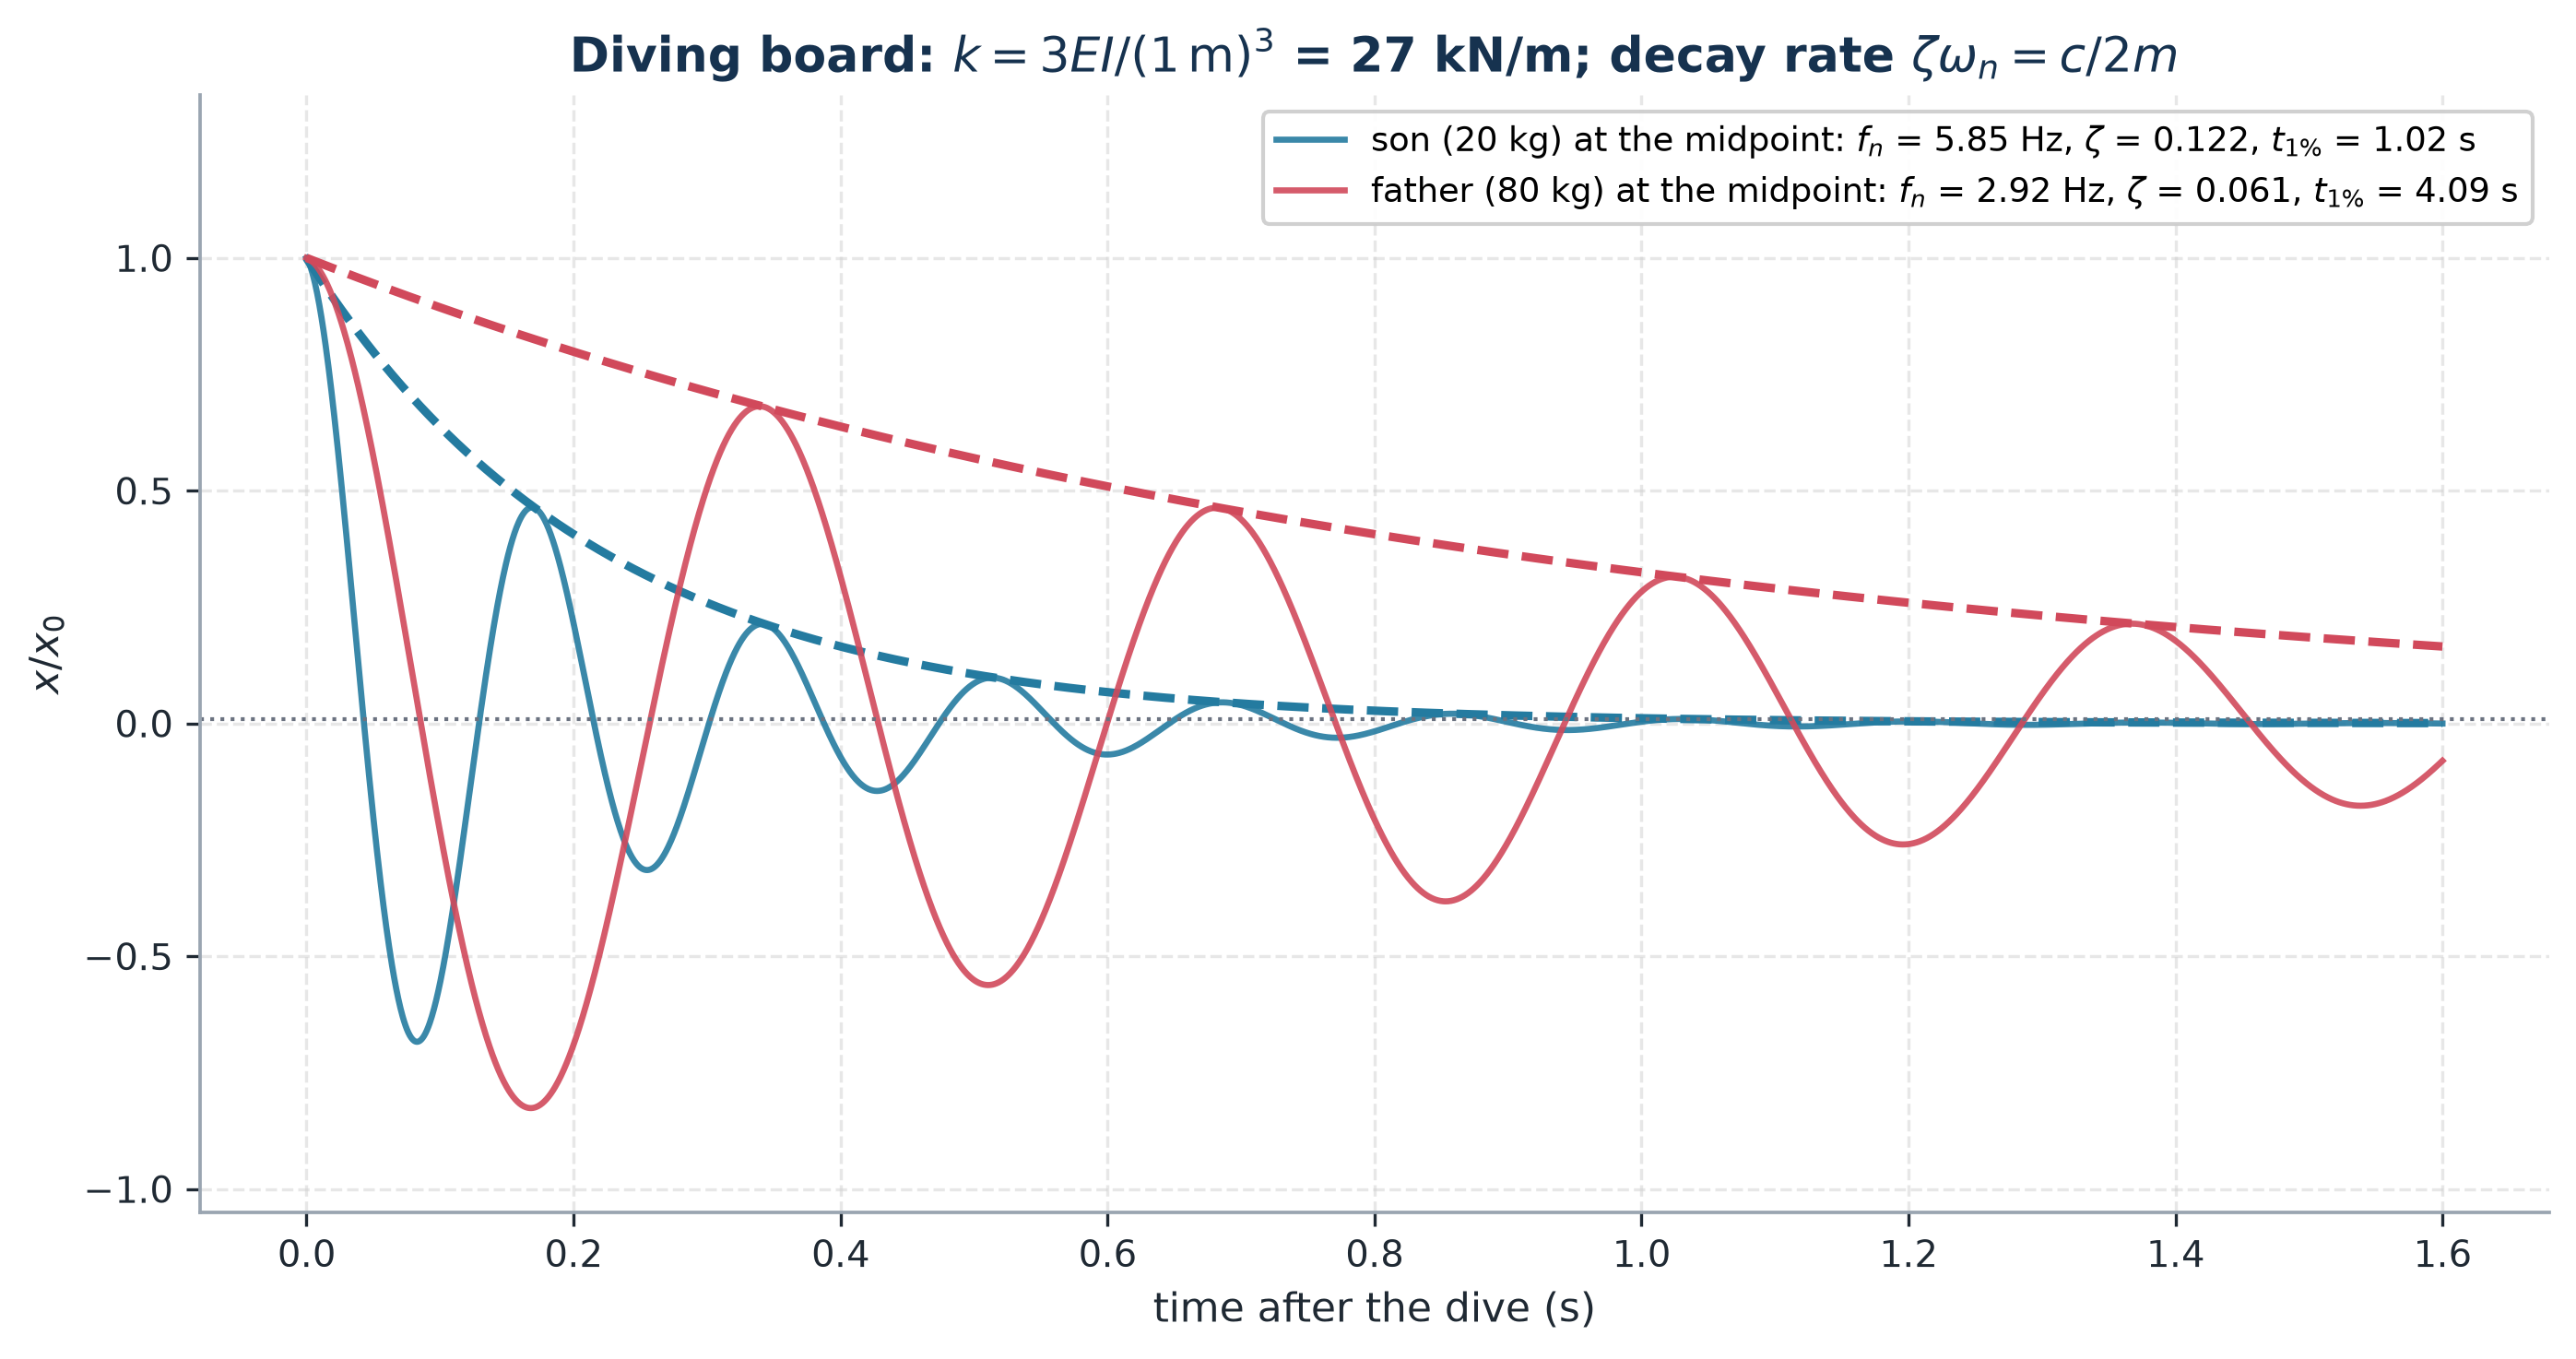 Diving board: k = 3EI/(1 m)³ = 27 kN/m; decay rate ζωₙ = c/2m
son (20 kg) at the midpoint: fₙ = 5.85 Hz, ζ = 0.122, t₁% = 1.02 s
father (80 kg) at the midpoint: fₙ = 2.92 Hz, ζ = 0.061, t₁% = 4.09 s
1.0
0.5
0.0
−0.5
−1.0
x/x₀
0.0 0.2 0.4 0.6 0.8 1.0 1.2 1.4 1.6
time after the dive (s)